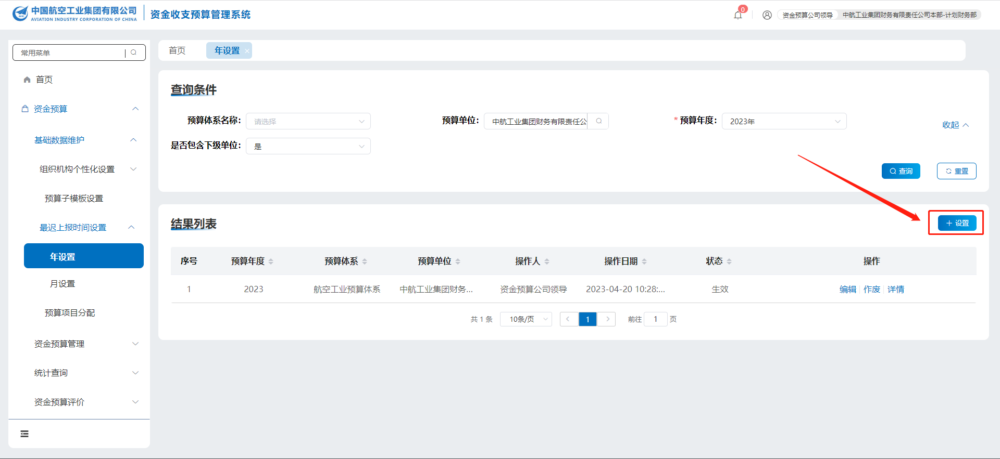 中国航空工业集团有限公司
AVIATION INDUSTRY CORPORATION OF CHINA
资金收支预算管理系统
0
资金预算公司领导
中航工业集团财务有限责任公司本部-计划财务部
常用菜单
首页
资金预算
基础数据维护
组织机构个性化设置
预算子模板设置
最迟上报时间设置
年设置
月设置
预算项目分配
资金预算管理
统计查询
资金预算评价
首页
年设置
查询条件
预算体系名称: 请选择
预算单位: 中航工业集团财务有限责任公
* 预算年度: 2023年
收起
是否包含下级单位: 是
查询
重置
结果列表
+ 设置
序号 预算年度 预算体系 预算单位 操作人 操作日期 状态 操作
1 2023 航空工业预算体系 中航工业集团财务... 资金预算公司领导 2023-04-20 10:28:... 生效 编辑 作废 详情
共 1 条 10条/页 1 前往 1 页